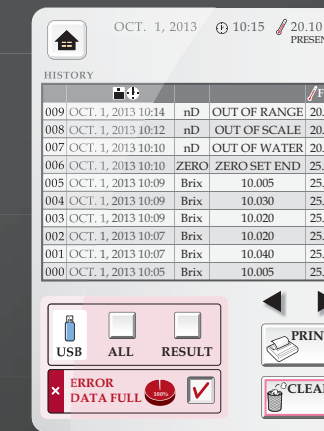 OCT. 1, 2013 10:15 20.10
PRESEN
HISTORY
F
009 OCT. 1, 2013 10:14 nD OUT OF RANGE 20.
008 OCT. 1, 2013 10:12 nD OUT OF SCALE 20.
007 OCT. 1, 2013 10:10 nD OUT OF WATER 20.
006 OCT. 1, 2013 10:10 ZERO ZERO SET END 25.
005 OCT. 1, 2013 10:09 Brix 10.005 25.
004 OCT. 1, 2013 10:09 Brix 10.030 25.
003 OCT. 1, 2013 10:09 Brix 10.020 25.
002 OCT. 1, 2013 10:07 Brix 10.020 25.
001 OCT. 1, 2013 10:07 Brix 10.040 25.
000 OCT. 1, 2013 10:05 Brix 10.005 25.
USB ALL RESULT
PRIN
ERROR
DATA FULL 100%
CLEA